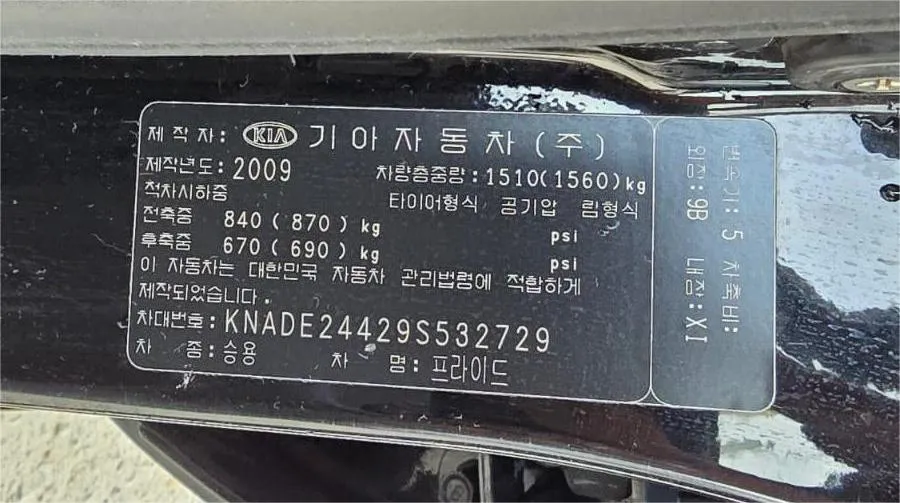 제 작 자: KIA 기아자동차(주)
제작년도:2009 차량총중량:1510(1560)kg
적차시하중 타이어형식 공기압 림형식
전축중 840 ( 870) kg psi
후축중 670 ( 690) kg psi
이 자동차는 대한민국 자동차 관리법령에 적합하게
제작되었습니다.
차대번호:KNADE24429S532729
차 종:승용 차 명:프라이드
변속기: 5 차축비:
외장:9B 내장:XI